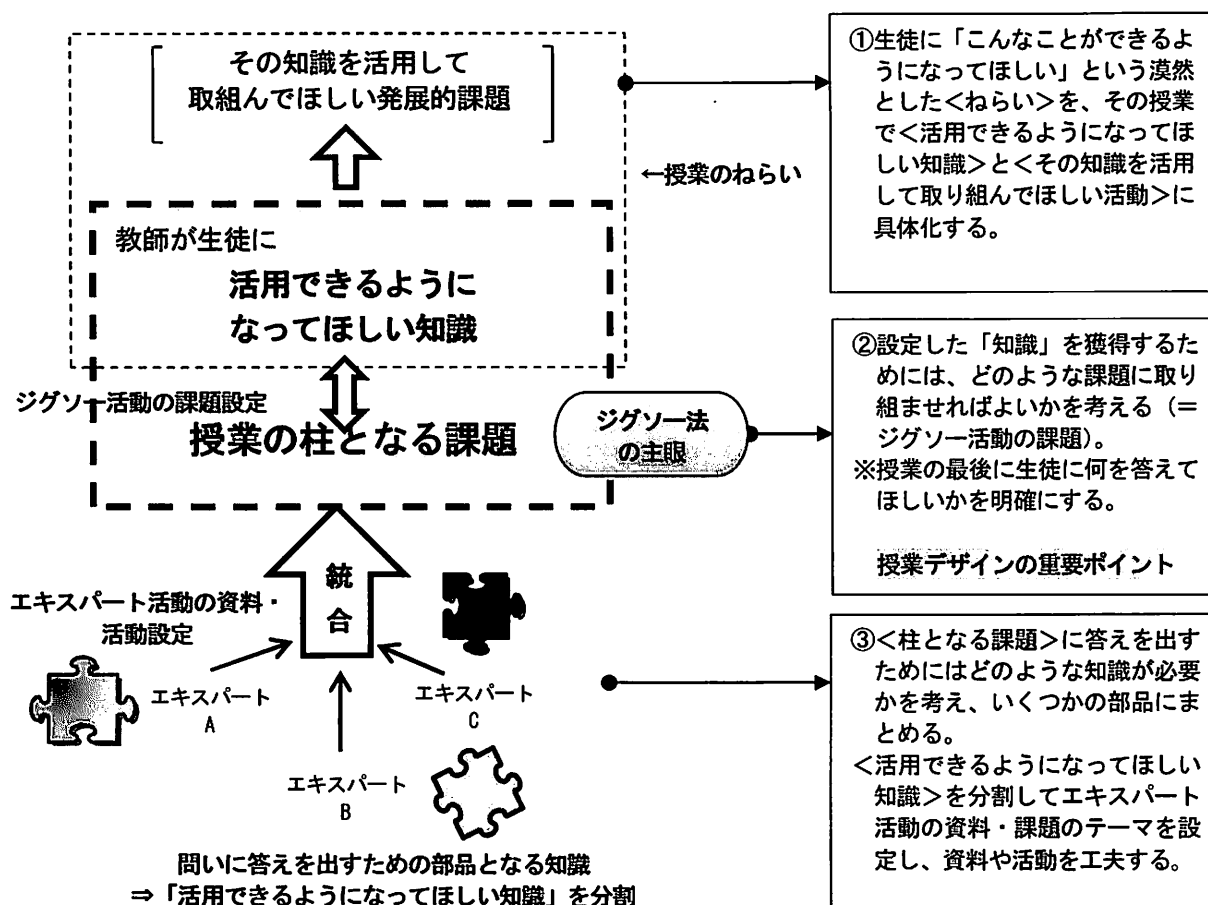 その知識を活用して
取組んでほしい発展的課題
←授業のねらい
教師が生徒に
活用できるように
なってほしい知識
ジグソー活動の課題設定
授業の柱となる課題
ジグソー法
の主眼
統
合
エキスパート活動の資料・
活動設定
エキスパート
A
エキスパート
B
エキスパート
C
問いに答えを出すための部品となる知識
⇒「活用できるようになってほしい知識」を分割
①生徒に「こんなことができるよ
うになってほしい」という漠然
とした<ねらい>を、その授業
で<活用できるようになってほ
しい知識>と<その知識を活用
して取り組んでほしい活動>に
具体化する。
②設定した「知識」を獲得するた
めには、どのような課題に取り
組ませればよいかを考える(=
ジグソー活動の課題)。
※授業の最後に生徒に何を答えて
ほしいかを明確にする。
授業デザインの重要ポイント
③<柱となる課題>に答えを出す
ためにはどのような知識が必要
かを考え、いくつかの部品にま
とめる。
<活用できるようになってほしい
知識>を分割してエキスパート
活動の資料・課題のテーマを設
定し、資料や活動を工夫する。